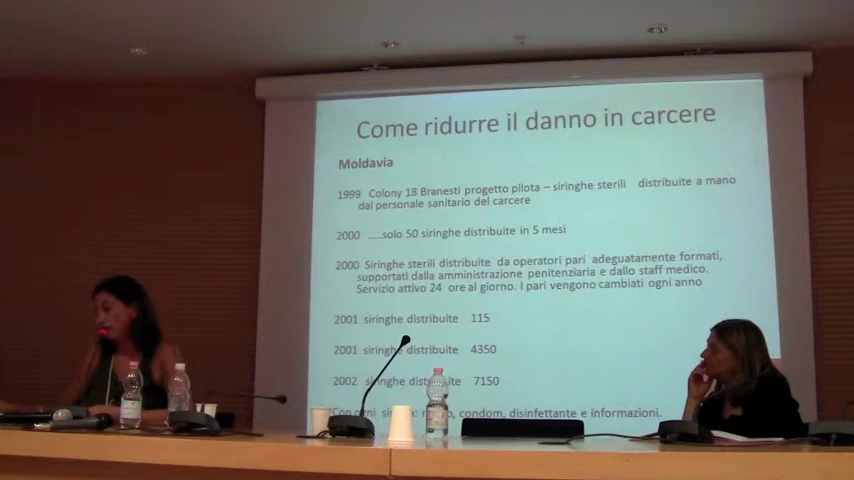 Come ridurre il danno in carcere
Moldavia
1999 Colony 18 Branesti progetto pilota – siringhe sterili distribuite a mano
dal personale sanitario del carcere
2000 .....solo 50 siringhe distribuite in 5 mesi
2000 Siringhe sterili distribuite da operatori pari adeguatamente formati,
supportati dalla amministrazione penitenziaria e dallo staff medico.
Servizio attivo 24 ore al giorno. I pari vengono cambiati ogni anno
2001 siringhe distribuite 115
2001 siringhe distribuite 4350
2002 siringhe distribuite 7150
Con ogni condom, disinfettante e informazioni.